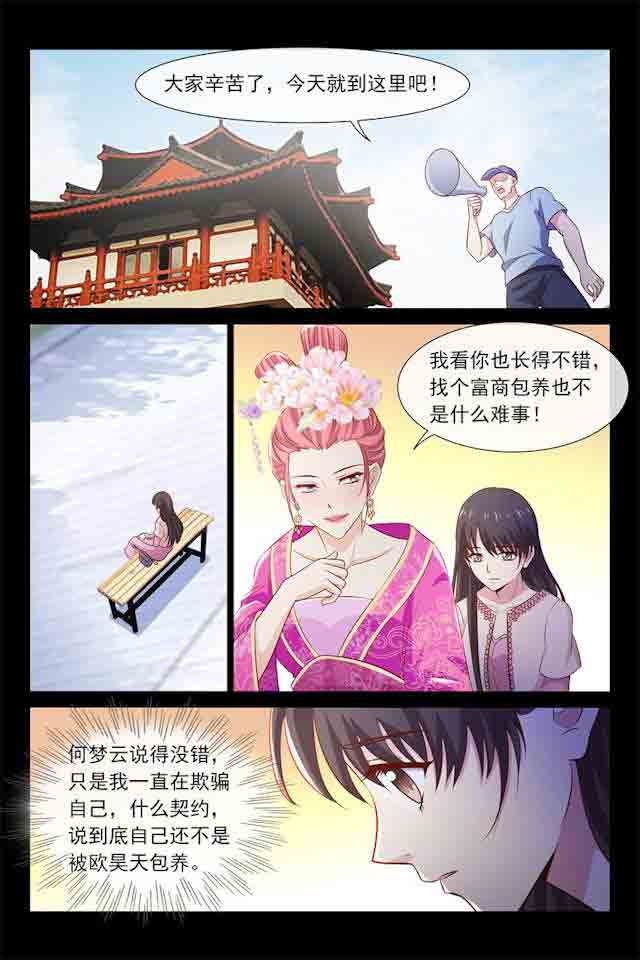 大家辛苦了，今天就到这里吧！
我看你也长得不错，
找个富商包养也不
是什么难事！
何梦云说得没错，
只是我一直在欺骗
自己，什么契约，
说到底自己还不是
被欧昊天包养。